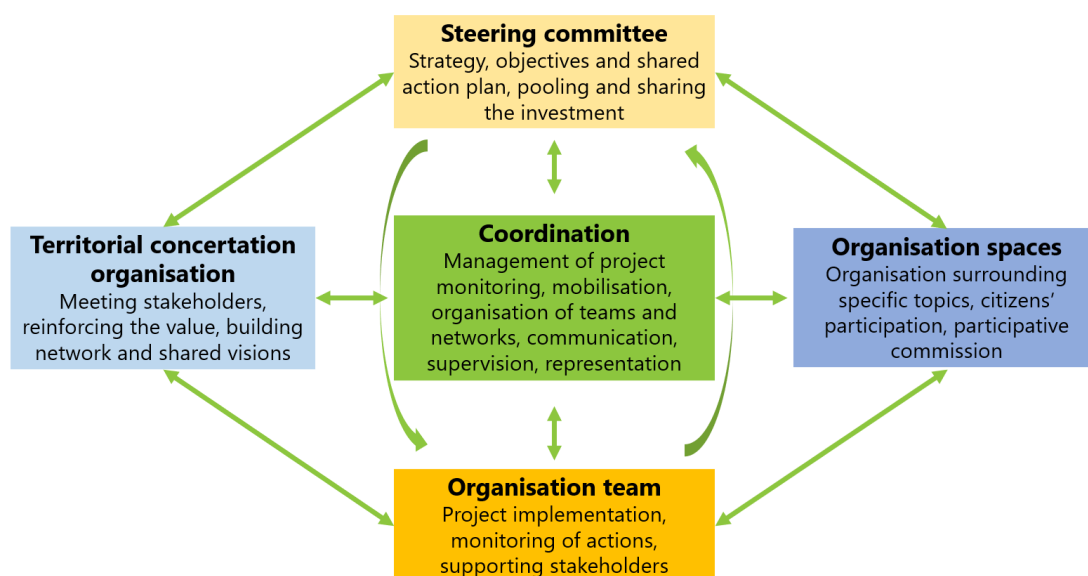 Steering committee
Strategy, objectives and shared
action plan, pooling and sharing
the investment
Territorial concertation
organisation
Meeting stakeholders,
reinforcing the value, building
network and shared visions
Coordination
Management of project
monitoring, mobilisation,
organisation of teams and
networks, communication,
supervision, representation
Organisation spaces
Organisation surrounding
specific topics, citizens’
participation, participative
commission
Organisation team
Project implementation,
monitoring of actions,
supporting stakeholders